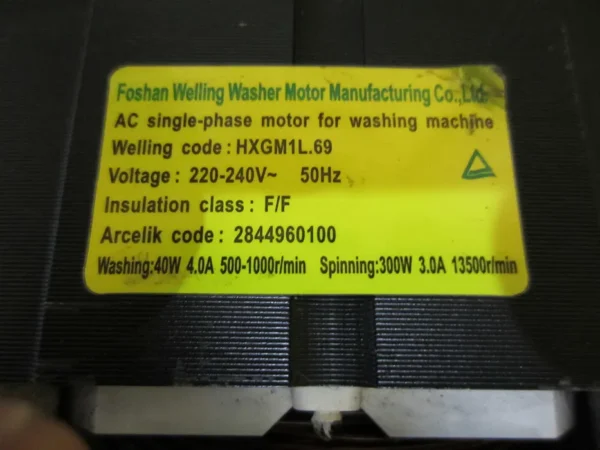 Foshan Welling Washer Motor Manufacturing Co.,Ltd.
AC single-phase motor for washing machine
Welling code : HXGM1L.69
Voltage : 220-240V~ 50Hz
Insulation class : F/F
Arcelik code : 2844960100
Washing:40W 4.0A 500-1000r/min Spinning:300W 3.0A 13500r/min